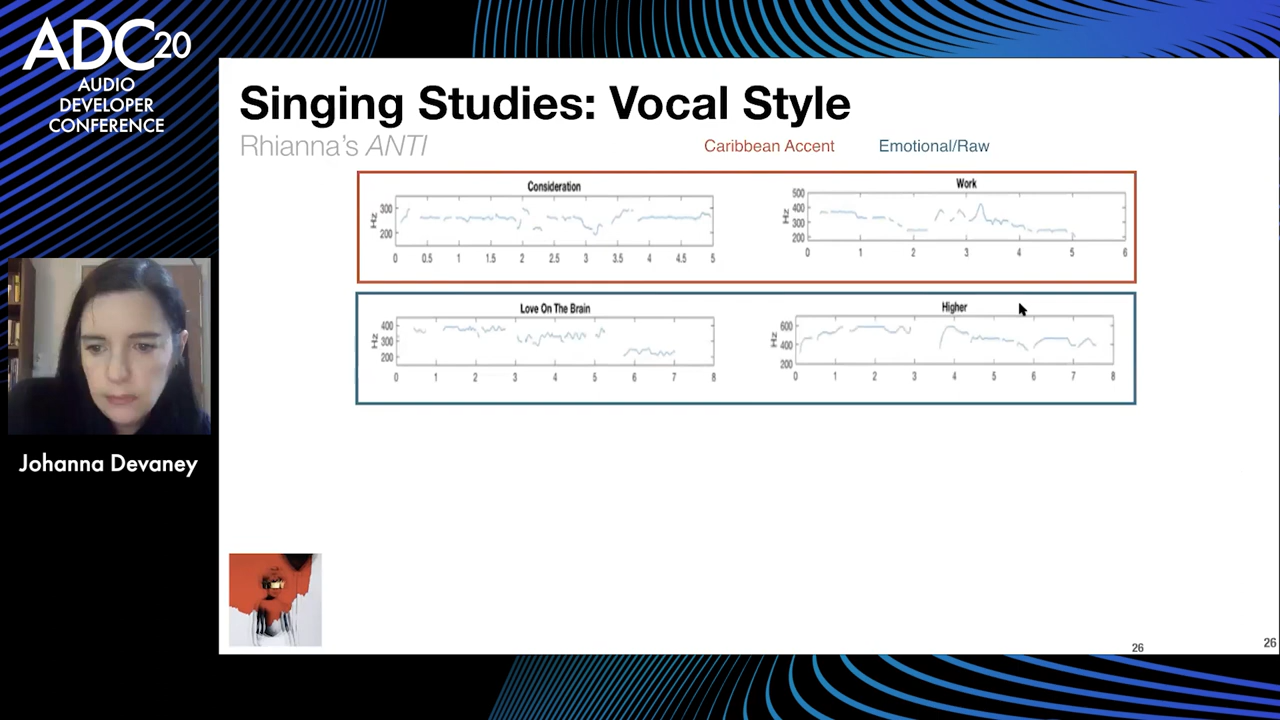 ADC20
AUDIO
DEVELOPER
CONFERENCE
Johanna Devaney
Singing Studies: Vocal Style
Rhianna's ANTI
Caribbean Accent
Emotional/Raw
Consideration
Hz
300
200
0 0.5 1 1.5 2 2.5 3 3.5 4 4.5 5
Work
Hz
500
400
300
200
0 1 2 3 4 5 6
Love On The Brain
Hz
400
300
200
0 1 2 3 4 5 6 7 8
Higher
Hz
600
400
200
0 1 2 3 4 5 6 7 8
26
26